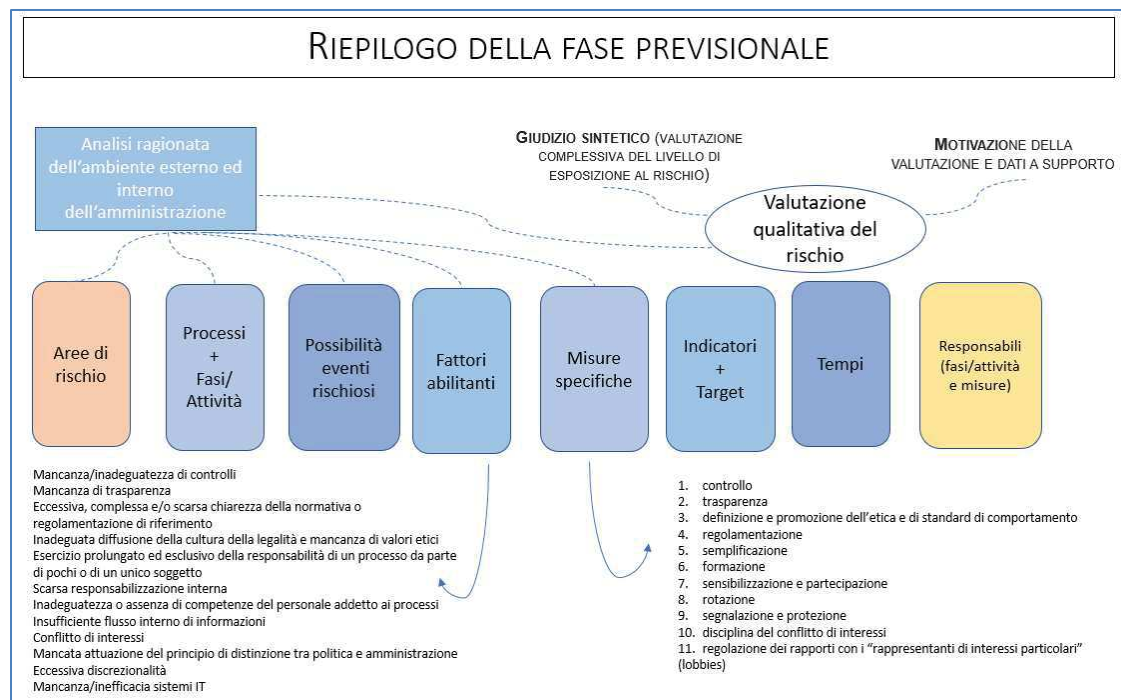 RIEPILOGO DELLA FASE PREVISIONALE
Analisi ragionata
dell'ambiente esterno ed
interno
dell'amministrazione
GIUDIZIO SINTETICO (VALUTAZIONE
COMPLESSIVA DEL LIVELLO DI
ESPOSIZIONE AL RISCHIO)
MOTIVAZIONE DELLA
VALUTAZIONE E DATI A SUPPORTO
Valutazione
qualitativa del
rischio
Aree di
rischio
Processi
+
Fasi/
Attività
Possibilità
eventi
rischiosi
Fattori
abilitanti
Misure
specifiche
Indicatori
+
Target
Tempi
Responsabili
(fasi/attività
e misure)
Mancanza/inadeguatezza di controlli
Mancanza di trasparenza
Eccessiva, complessa e/o scarsa chiarezza della normativa o
regolamentazione di riferimento
Inadeguata diffusione della cultura della legalità e mancanza di valori etici
Esercizio prolungato ed esclusivo della responsabilità di un processo da parte
di pochi o di un unico soggetto
Scarsa responsabilizzazione interna
Inadeguatezza o assenza di competenze del personale addetto ai processi
Insufficiente flusso interno di informazioni
Conflitto di interessi
Mancata attuazione del principio di distinzione tra politica e amministrazione
Eccessiva discrezionalità
Mancanza/inefficacia sistemi IT
1. controllo
2. trasparenza
3. definizione e promozione dell'etica e di standard di comportamento
4. regolamentazione
5. semplificazione
6. formazione
7. sensibilizzazione e partecipazione
8. rotazione
9. segnalazione e protezione
10. disciplina del conflitto di interessi
11. regolazione dei rapporti con i "rappresentanti di interessi particolari"
(lobbies)